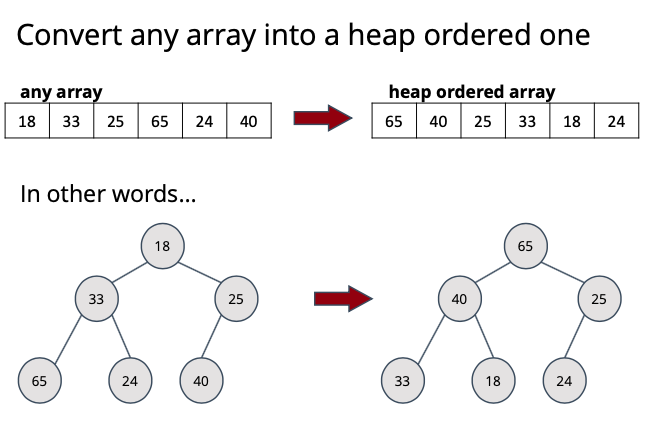 Convert any array into a heap ordered one
any array
heap ordered array
18 33 25 65 24 40
65 40 25 33 18 24
In other words...
18
65
33
25
40
25
65
24
40
33
18
24